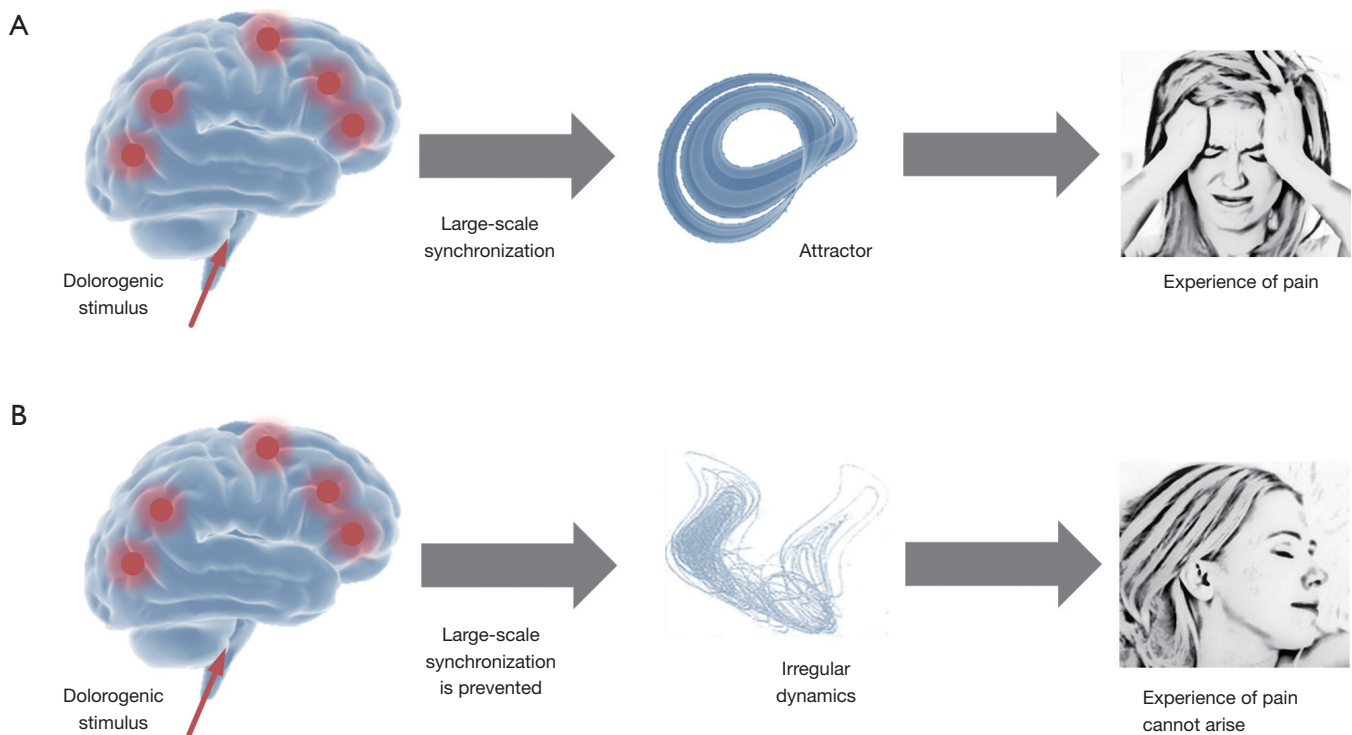 A
Dolorogenic
stimulus
Large-scale
synchronization
Attractor
Experience of pain
B
Dolorogenic
stimulus
Large-scale
synchronization
is prevented
Irregular
dynamics
Experience of pain
cannot arise